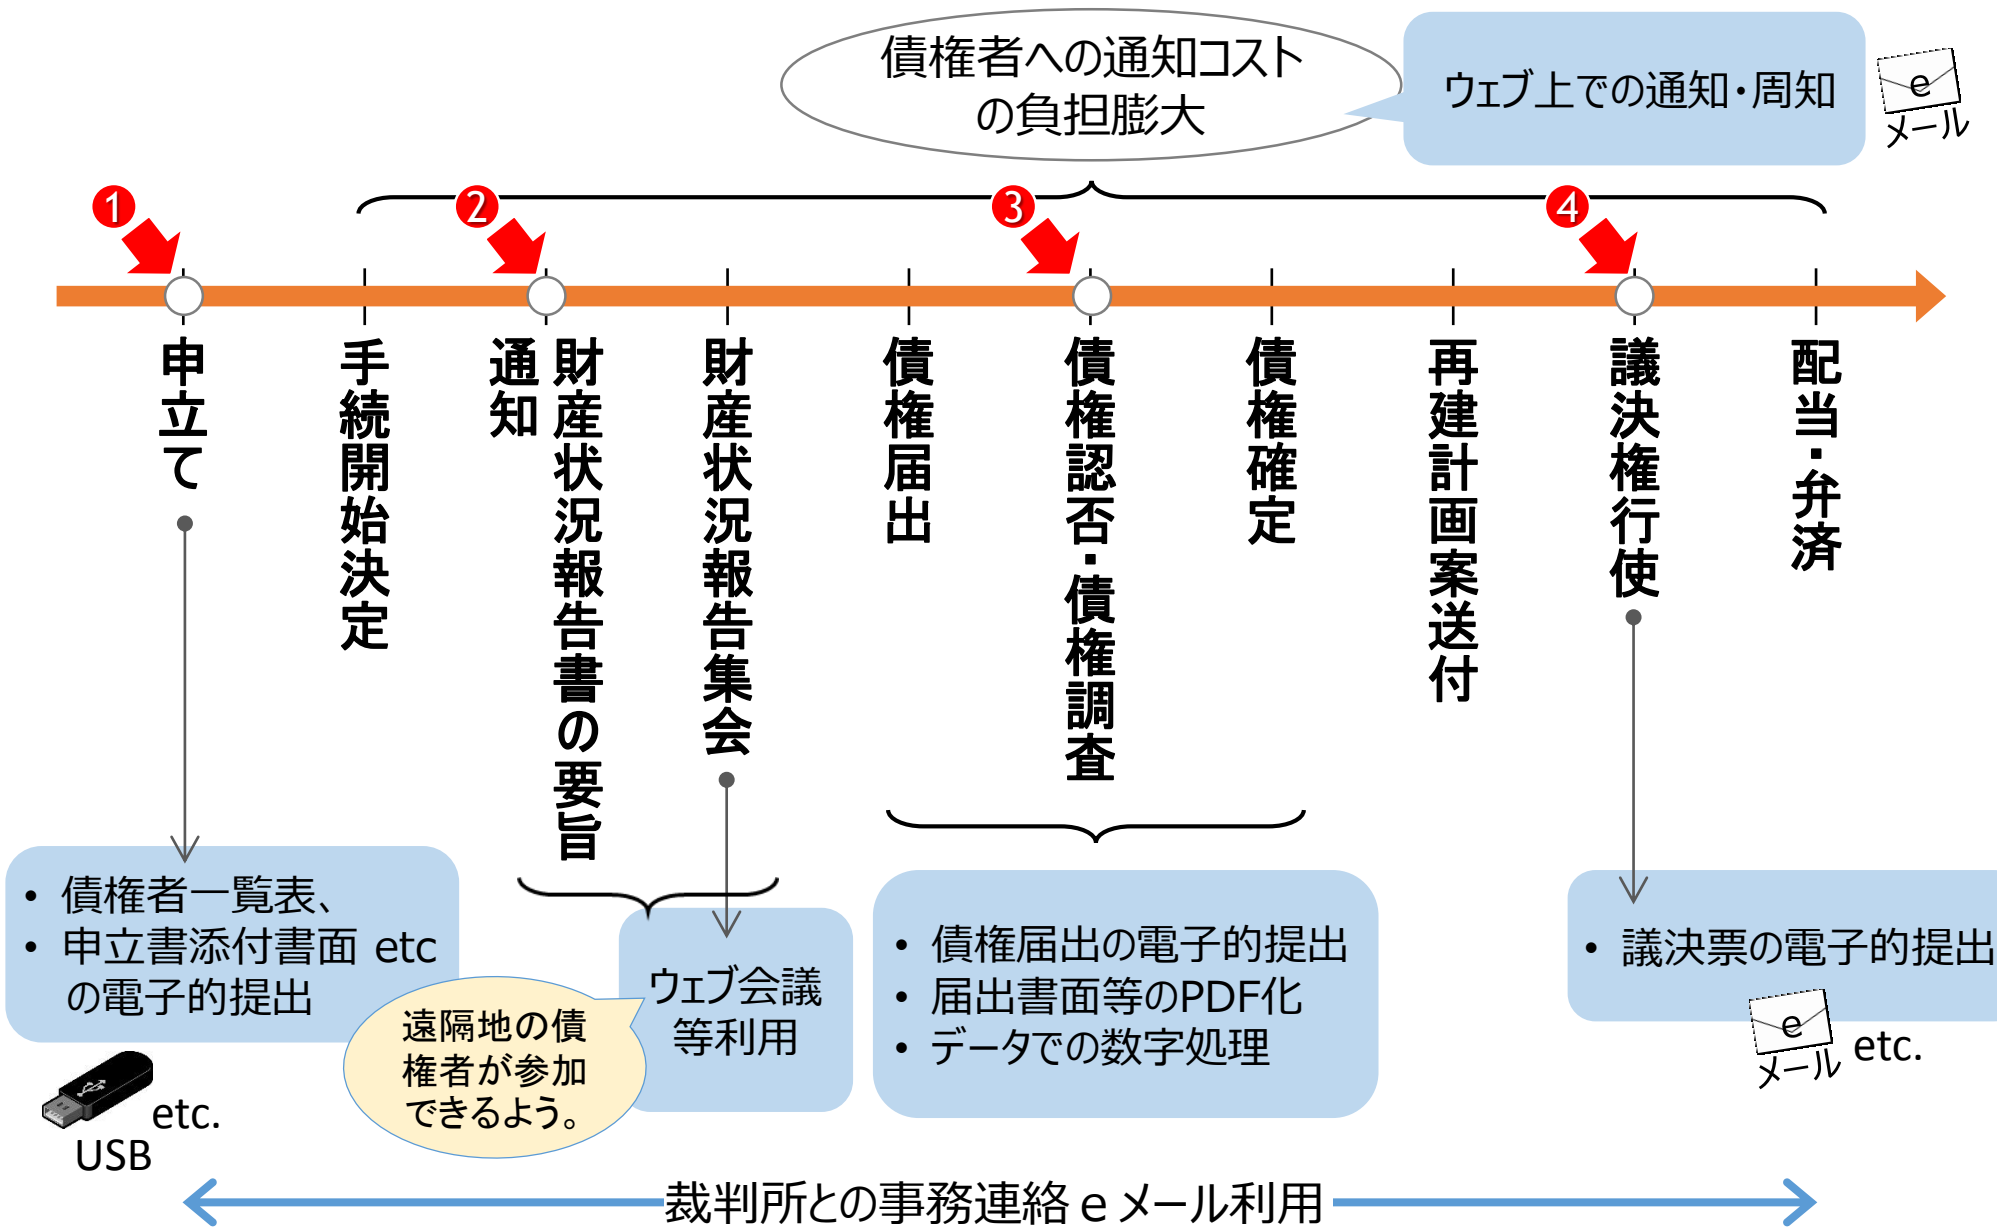 債権者への通知コスト
の負担膨大
ウェブ上での通知・周知
e
メール
1
2
3
4
申立て
手続開始決定
財産状況報告書の要旨
通知
財産状況報告集会
債権届出
債権認否・債権調査
債権確定
再建計画案送付
議決権行使
配当・弁済
• 債権者一覧表、
• 申立書添付書面 etc
の電子的提出
USB
etc.
遠隔地の債
権者が参加
できるよう。
ウェブ会議
等利用
• 債権届出の電子的提出
• 届出書面等のPDF化
• データでの数字処理
• 議決票の電子的提出
e
メール
etc.
裁判所との事務連絡 e メール利用